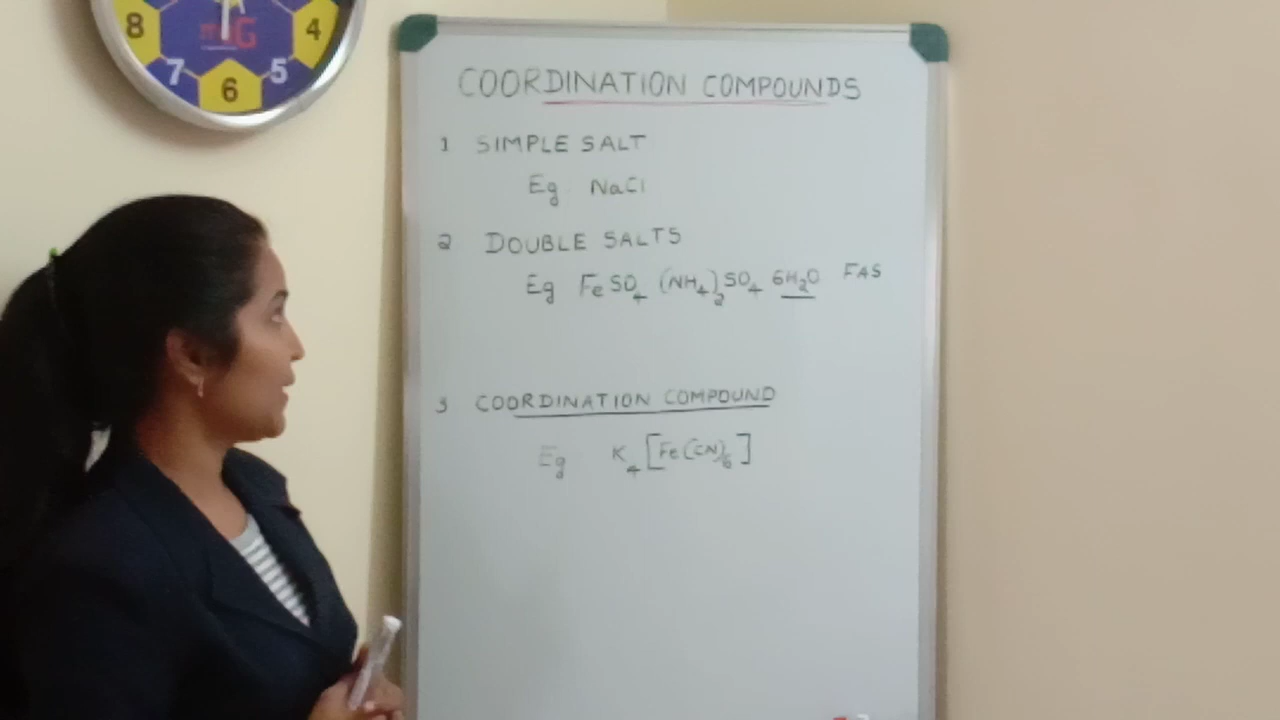 8 4
7 5
6
COORDINATION COMPOUNDS
1 SIMPLE SALT
Eg NaCl
2 DOUBLE SALTS
Eg FeSO₄ (NH₄)₂SO₄ 6H₂O FAS
3 COORDINATION COMPOUND
Eg K₄[Fe(CN)₆]